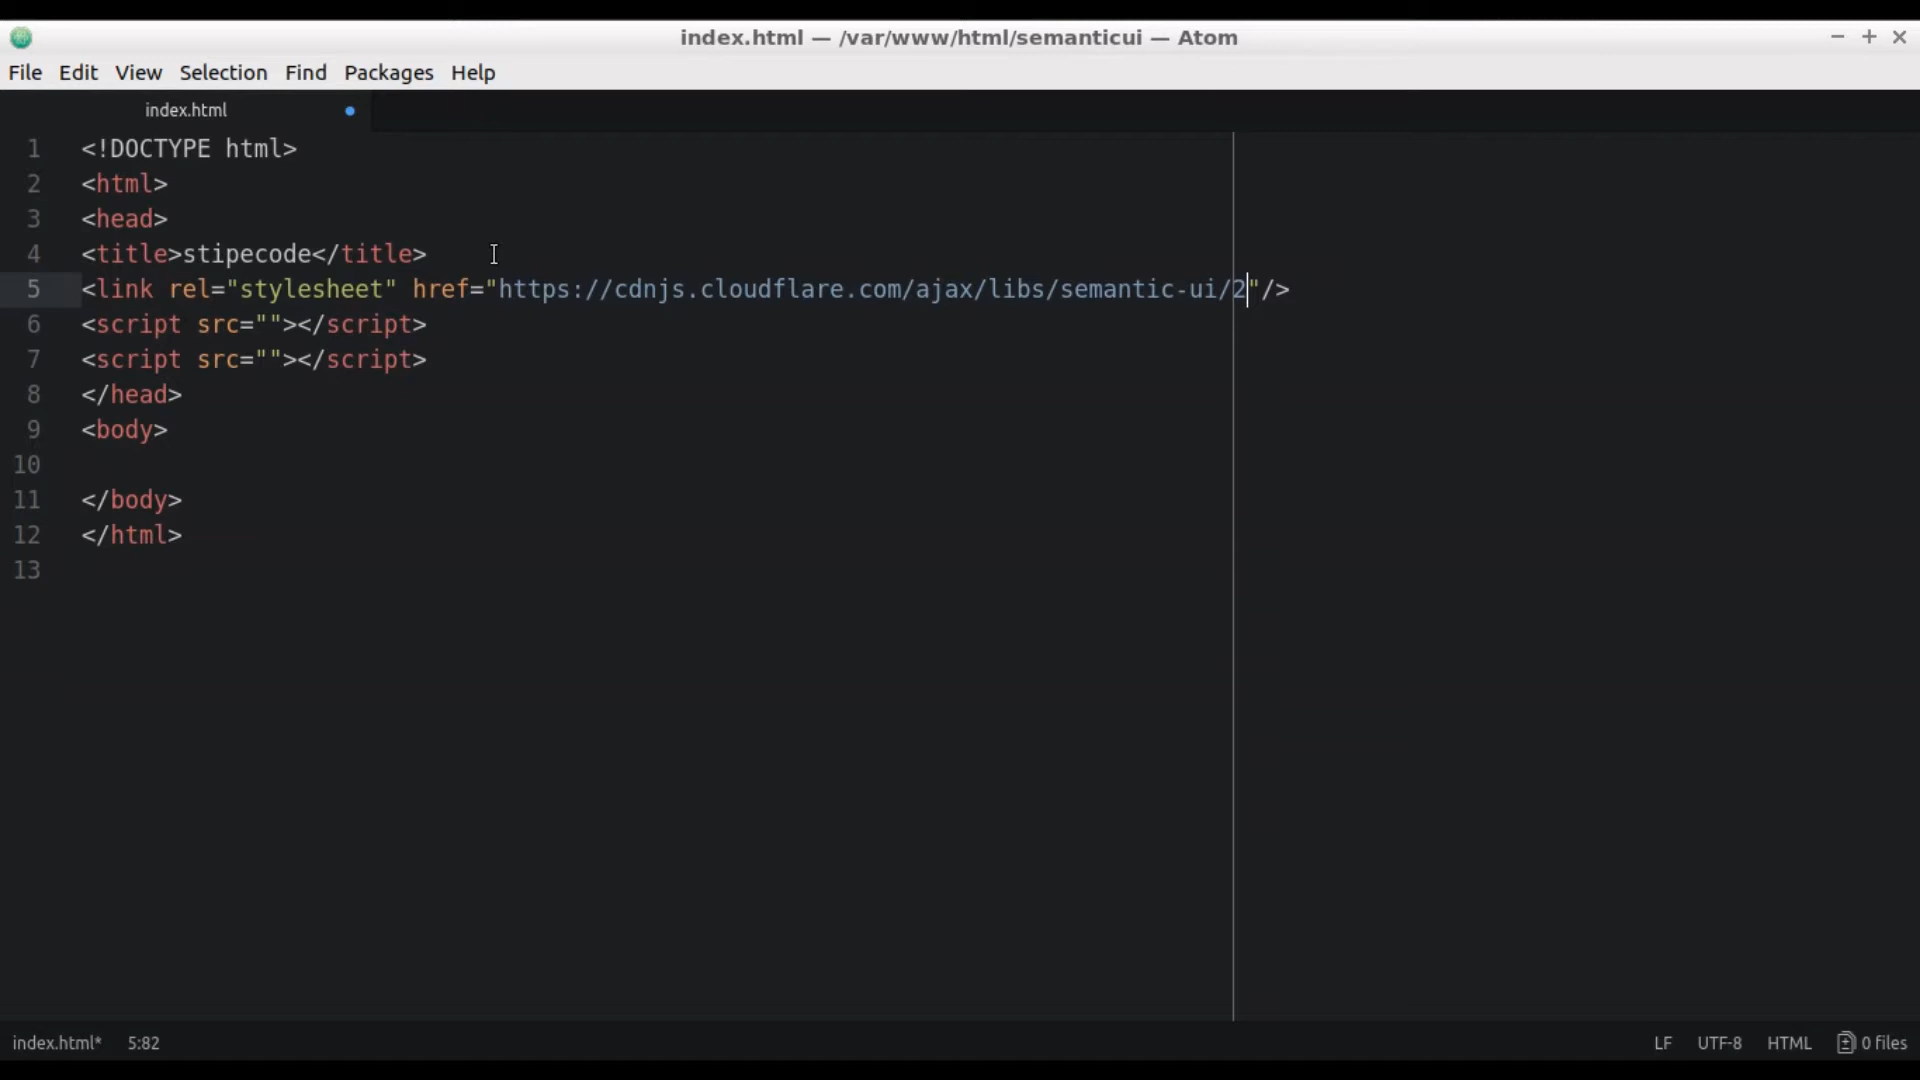 index.html — /var/www/html/semanticui — Atom
File Edit View Selection Find Packages Help
index.html
1 <!DOCTYPE html>
2 <html>
3 <head>
4 <title>stipecode</title>
5 <link rel="stylesheet" href="https://cdnjs.cloudflare.com/ajax/libs/semantic-ui/2"/>
6 <script src=""></script>
7 <script src=""></script>
8 </head>
9 <body>
10
11 </body>
12 </html>
13
index.html* 5:82 LF UTF-8 HTML 0 files